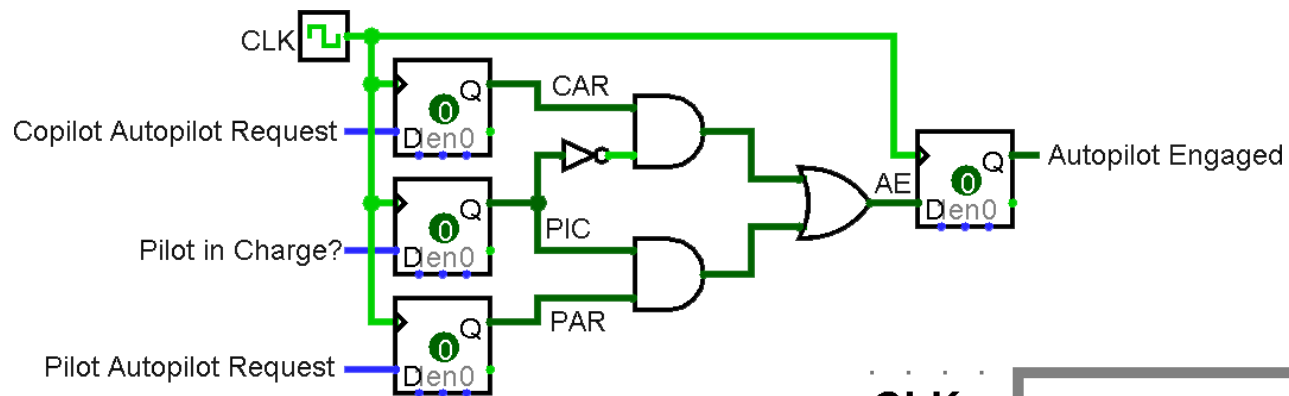 CLK
Q
CAR
Copilot Autopilot Request
0
D
en0
Q
Autopilot Engaged
0
AE
D
en0
Q
0
PIC
Pilot in Charge?
D
en0
Q
0
PAR
Pilot Autopilot Request
D
en0